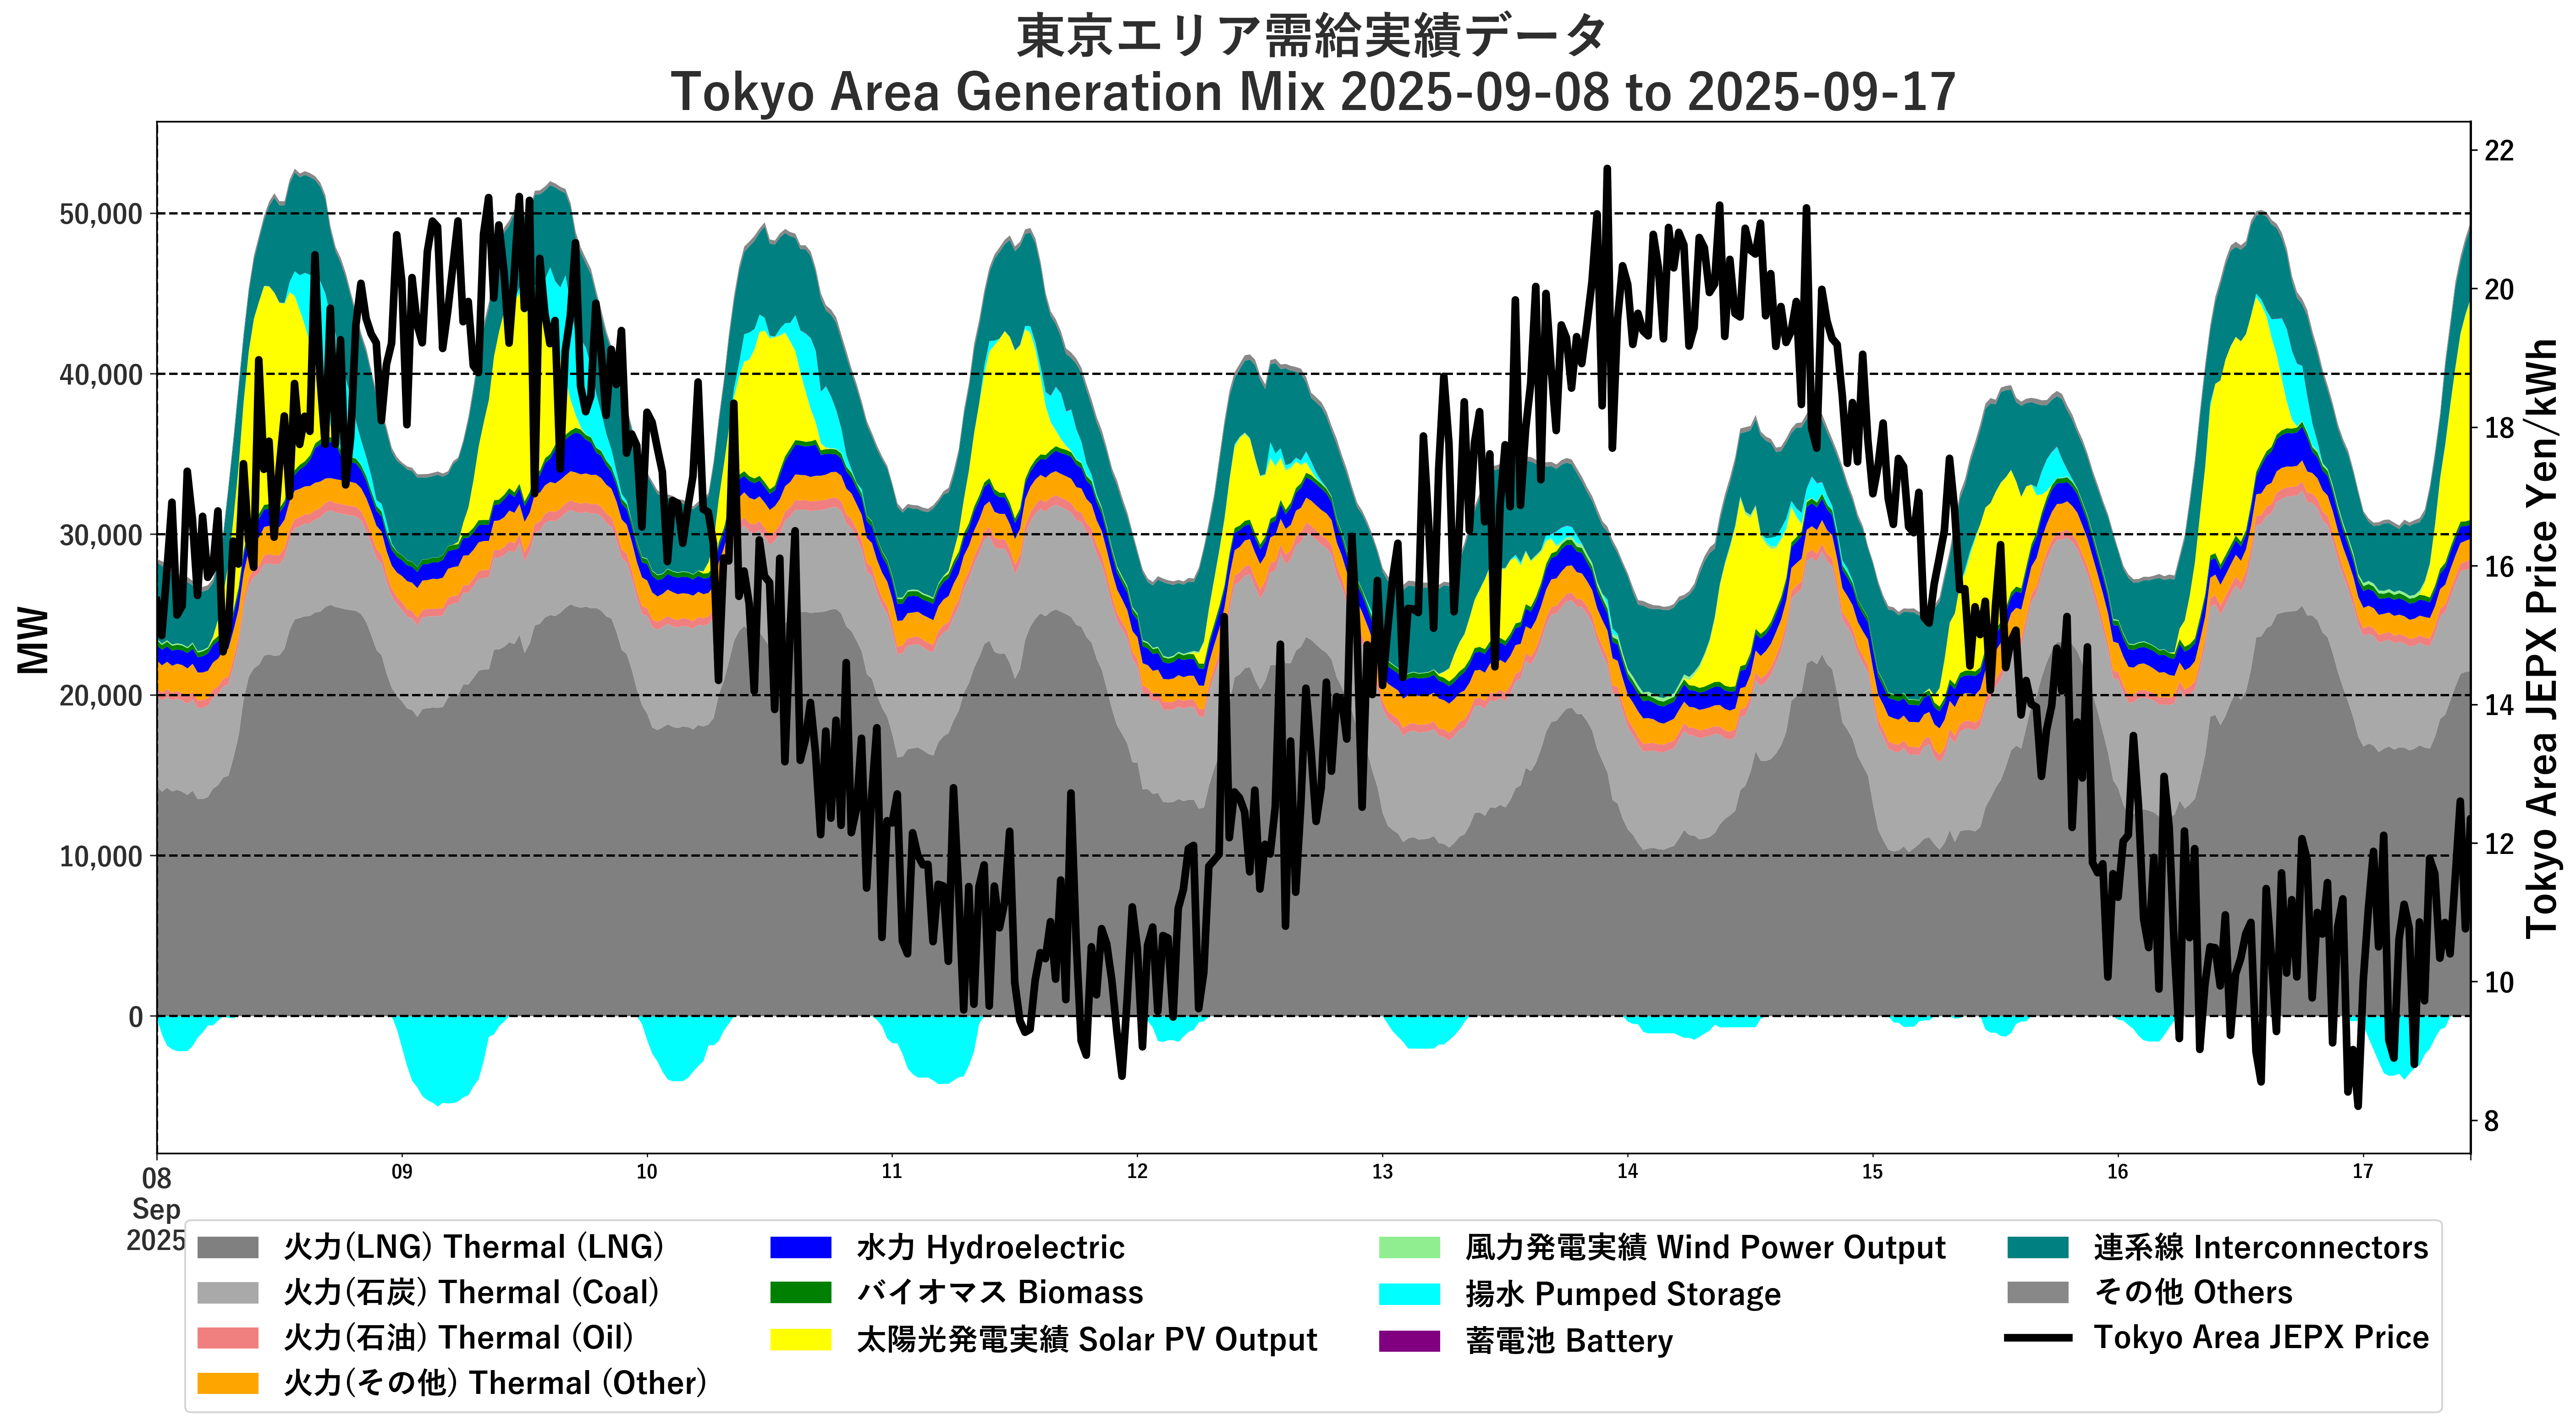 東京エリア需給実績データ
Tokyo Area Generation Mix 2025-09-08 to 2025-09-17
MW
50,000
40,000
30,000
20,000
10,000
0
22
20
18
16
14
12
10
8
Tokyo Area JEPX Price Yen/kWh
08
09
10
11
12
13
14
15
16
17
Sep
2025
火力(LNG) Thermal (LNG)
火力(石炭) Thermal (Coal)
火力(石油) Thermal (Oil)
火力(その他) Thermal (Other)
水力 Hydroelectric
バイオマス Biomass
太陽光発電実績 Solar PV Output
風力発電実績 Wind Power Output
揚水 Pumped Storage
蓄電池 Battery
連系線 Interconnectors
その他 Others
Tokyo Area JEPX Price